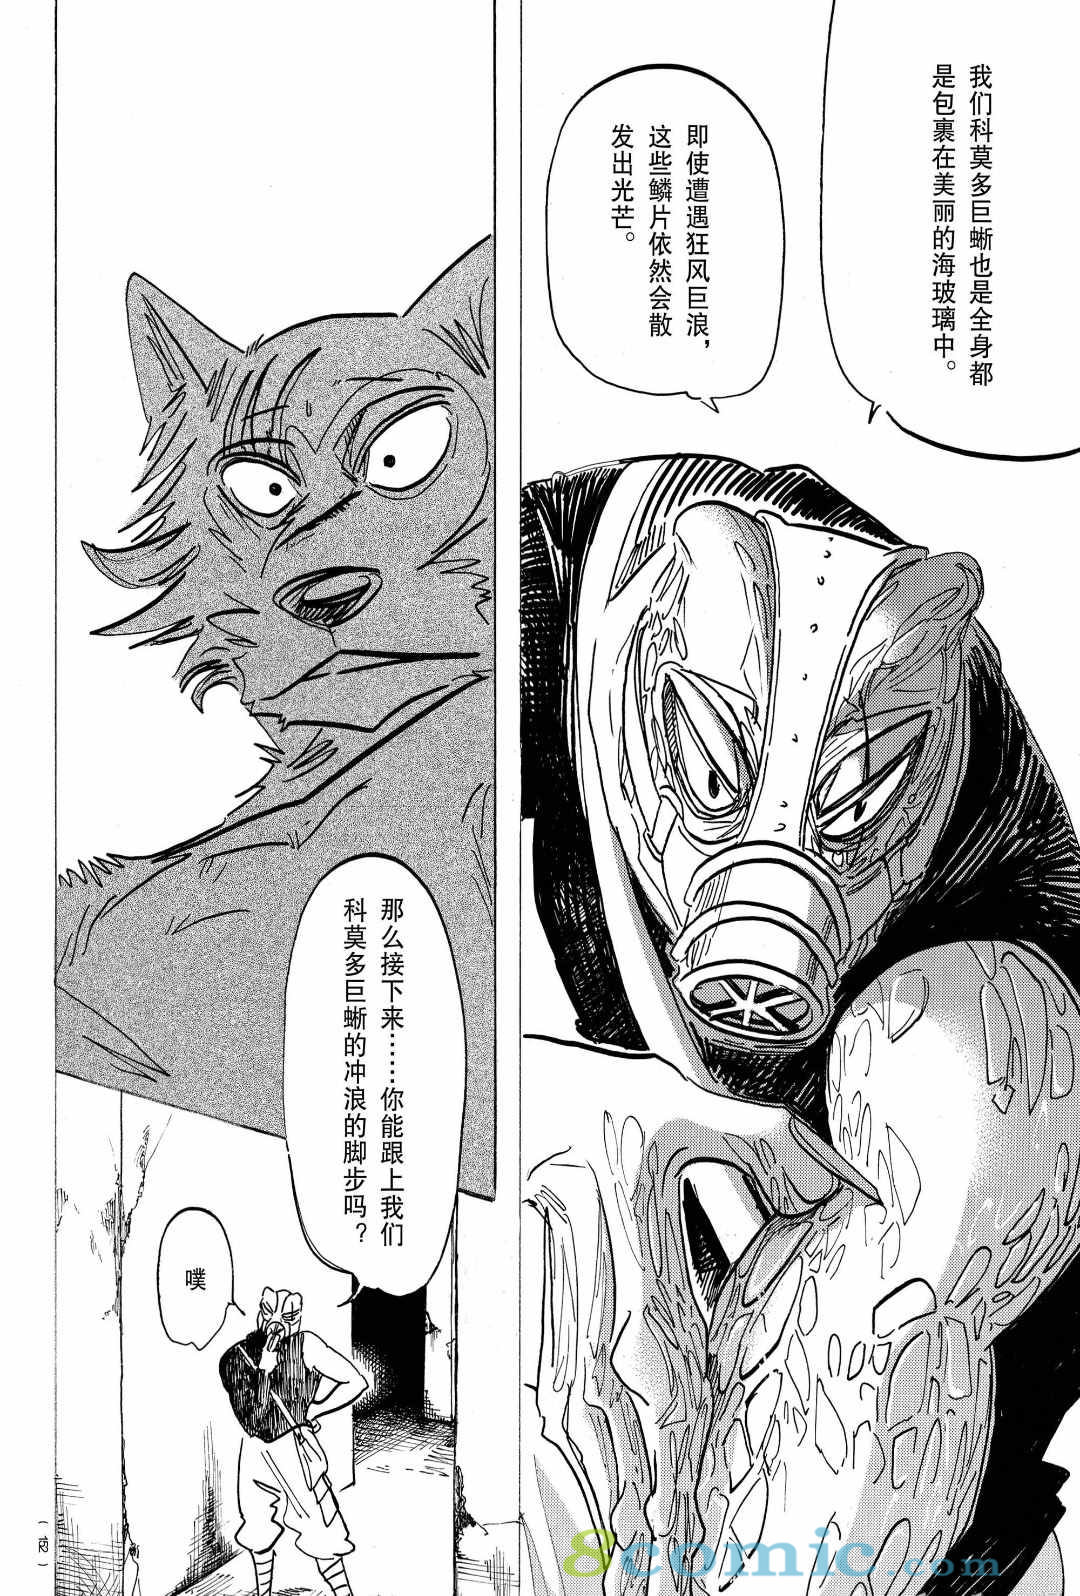 我们科莫多巨蜥也是全身都
是包裹在美丽的海玻璃中。
即使遭遇狂风巨浪，
这些鳞片依然会散
发出光芒。
那么接下来……你能跟上我们
科莫多巨蜥的冲浪的脚步吗？
噗
( 152 )
8comic.com